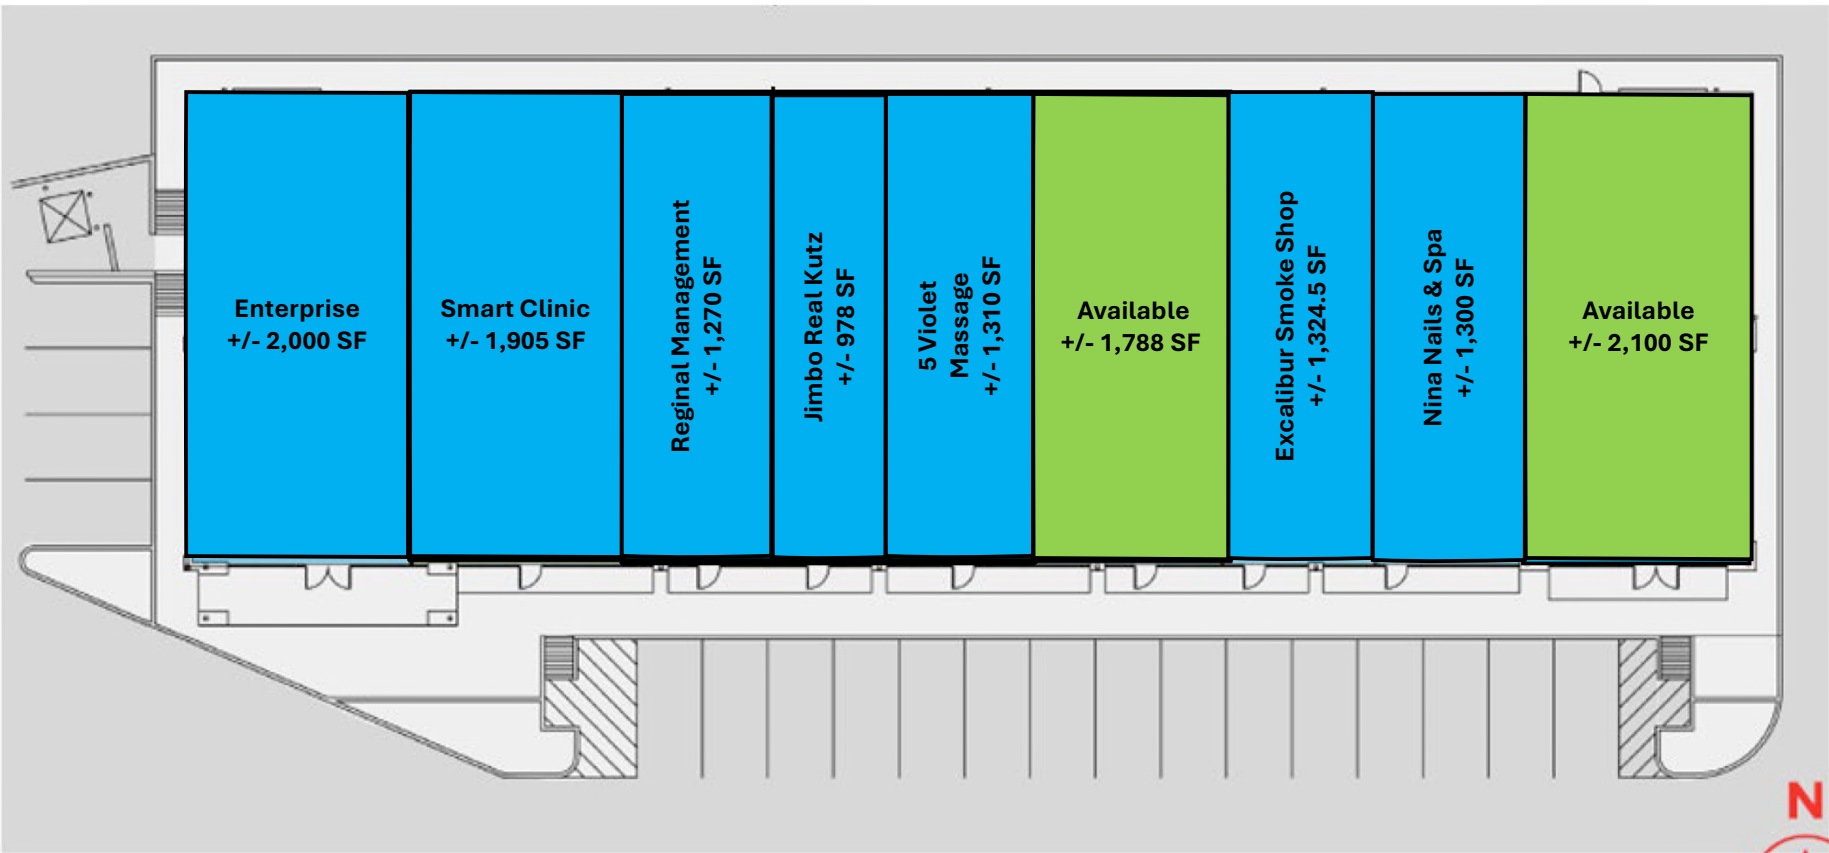 Enterprise
+/- 2,000 SF
Smart Clinic
+/- 1,905 SF
Reginal Management
+/- 1,270 SF
Jimbo Real Kutz
+/- 978 SF
5 Violet
Massage
+/- 1,310 SF
Available
+/- 1,788 SF
Excalibur Smoke Shop
+/- 1,324.5 SF
Nina Nails & Spa
+/- 1,300 SF
Available
+/- 2,100 SF
N